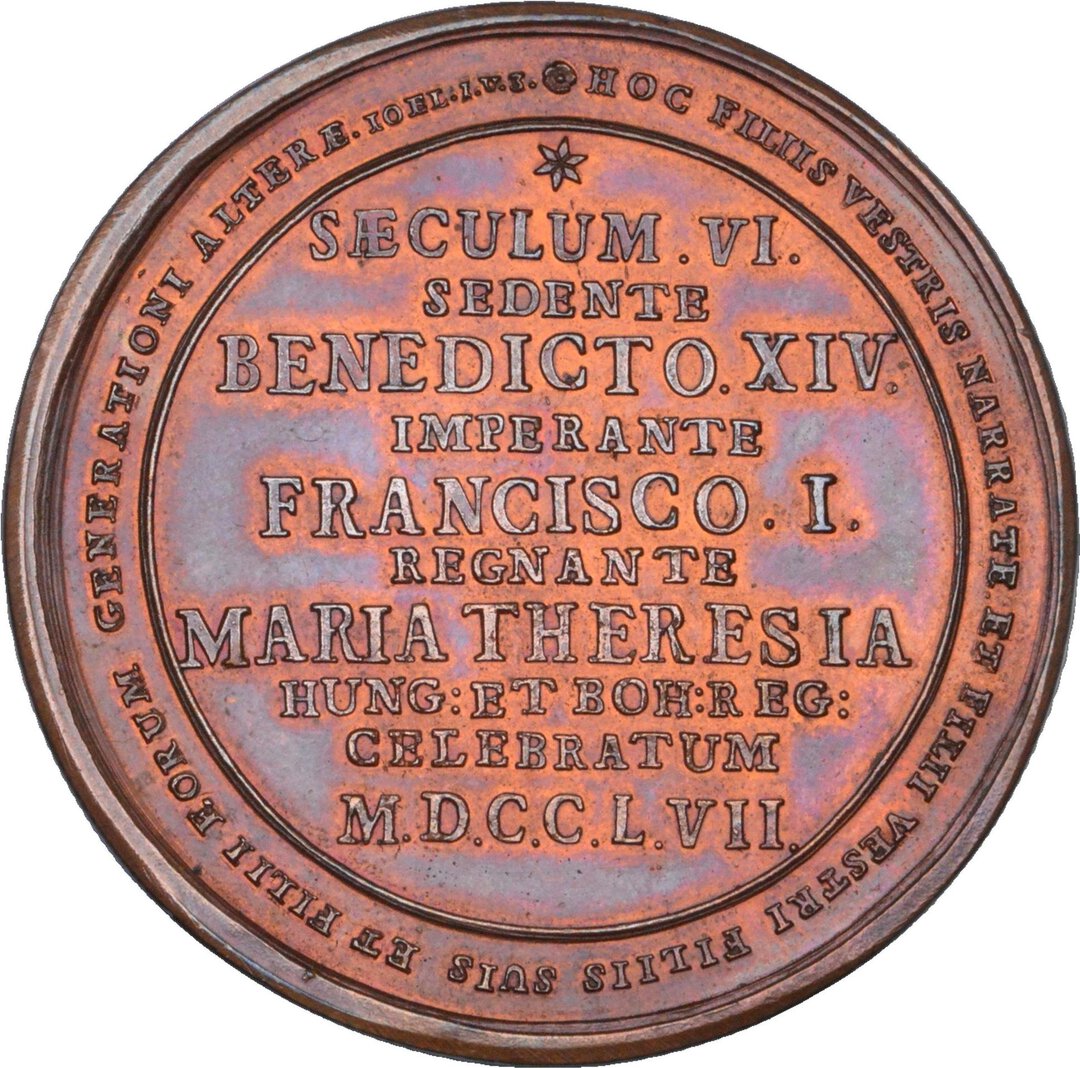 HOC FILIIS VESTRIS NARRATE ET FILII VESTRI FILIIS SUIS ET FILII EORUM GENERATIONI ALTERÆ. IOEL: I. V. 3.
SÆCULUM. VI.
SEDENTE
BENEDICTO. XIV.
IMPERANTE
FRANCISCO. I.
REGNANTE
MARIA THERESIA
HUNG: ET BOH: REG:
CELEBRATUM
M.D.C.C.L.VII.